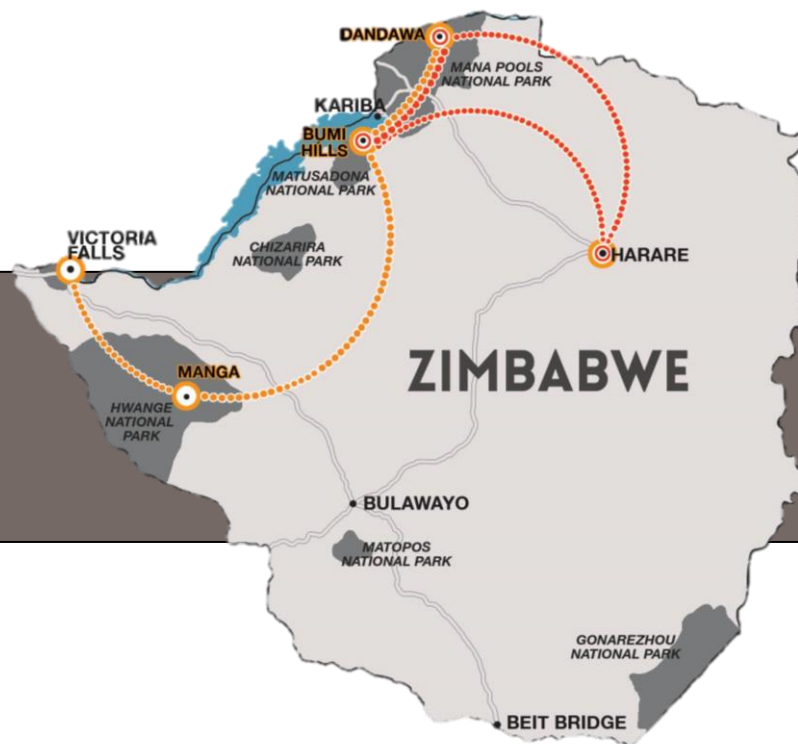 DANDAWA
MANA POOLS
NATIONAL PARK
KARIBA
BUMI
HILLS
MATUSADONA
NATIONAL PARK
VICTORIA
FALLS
CHIZARIRA
NATIONAL PARK
HARARE
ZIMBABWE
MANGA
HWANGE
NATIONAL
PARK
BULAWAYO
MATOPOS
NATIONAL PARK
GONAREZHOU
NATIONAL PARK
BEIT BRIDGE